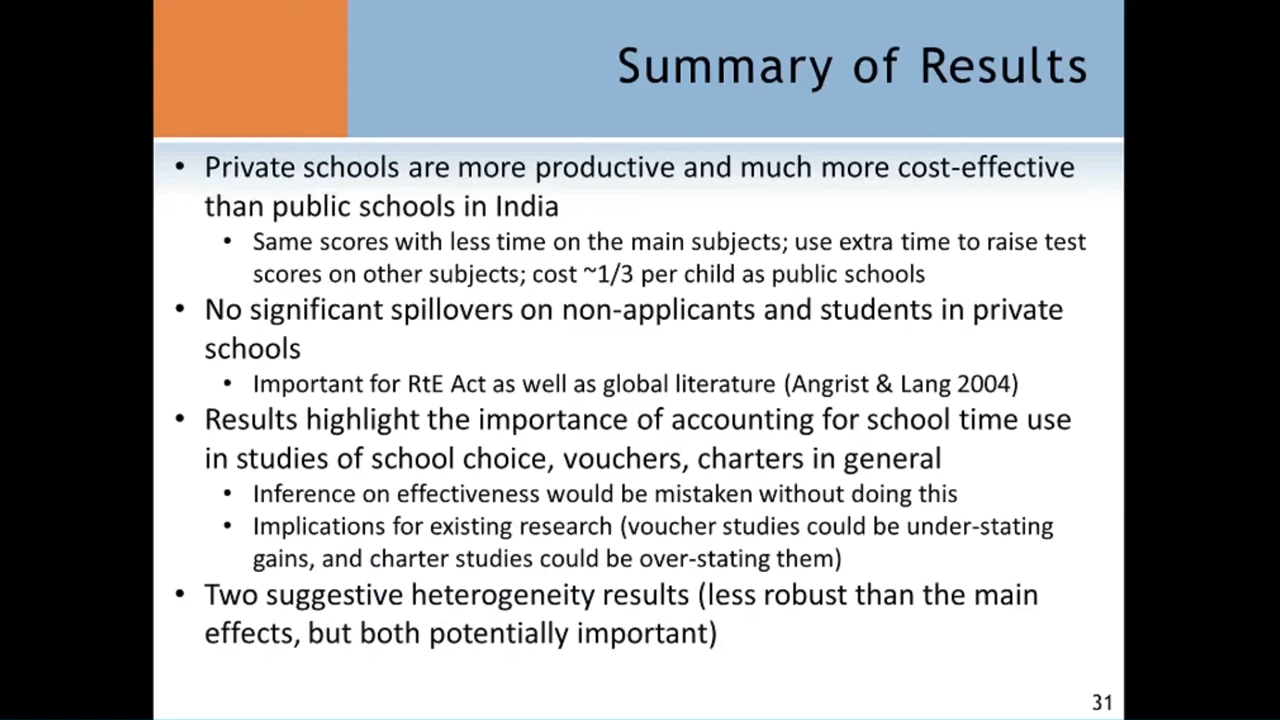 Summary of Results
• Private schools are more productive and much more cost-effective
than public schools in India
• Same scores with less time on the main subjects; use extra time to raise test
scores on other subjects; cost ~1/3 per child as public schools
• No significant spillovers on non-applicants and students in private
schools
• Important for RtE Act as well as global literature (Angrist & Lang 2004)
• Results highlight the importance of accounting for school time use
in studies of school choice, vouchers, charters in general
• Inference on effectiveness would be mistaken without doing this
• Implications for existing research (voucher studies could be under-stating
gains, and charter studies could be over-stating them)
• Two suggestive heterogeneity results (less robust than the main
effects, but both potentially important)
31